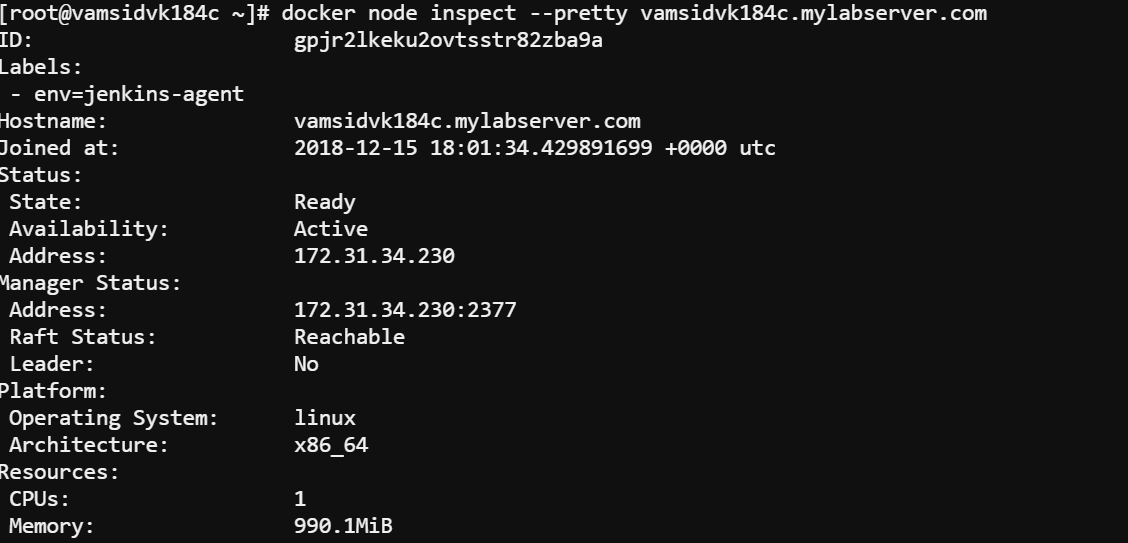 [root@vamsidvk184c ~]# docker node inspect --pretty vamsidvk184c.mylabserver.com
ID: gpjr2lkeku2ovtsstr82zba9a
Labels:
- env=jenkins-agent
Hostname: vamsidvk184c.mylabserver.com
Joined at: 2018-12-15 18:01:34.429891699 +0000 utc
Status:
State: Ready
Availability: Active
Address: 172.31.34.230
Manager Status:
Address: 172.31.34.230:2377
Raft Status: Reachable
Leader: No
Platform:
Operating System: linux
Architecture: x86_64
Resources:
CPUs: 1
Memory: 990.1MiB